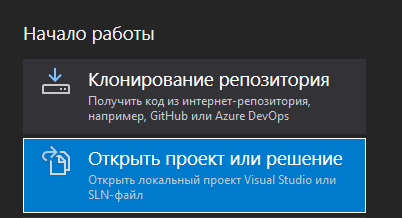 Начало работы
Клонирование репозитория
Получить код из интернет-репозитория,
например, GitHub или Azure DevOps
Открыть проект или решение
Открыть локальный проект Visual Studio или
SLN-файл